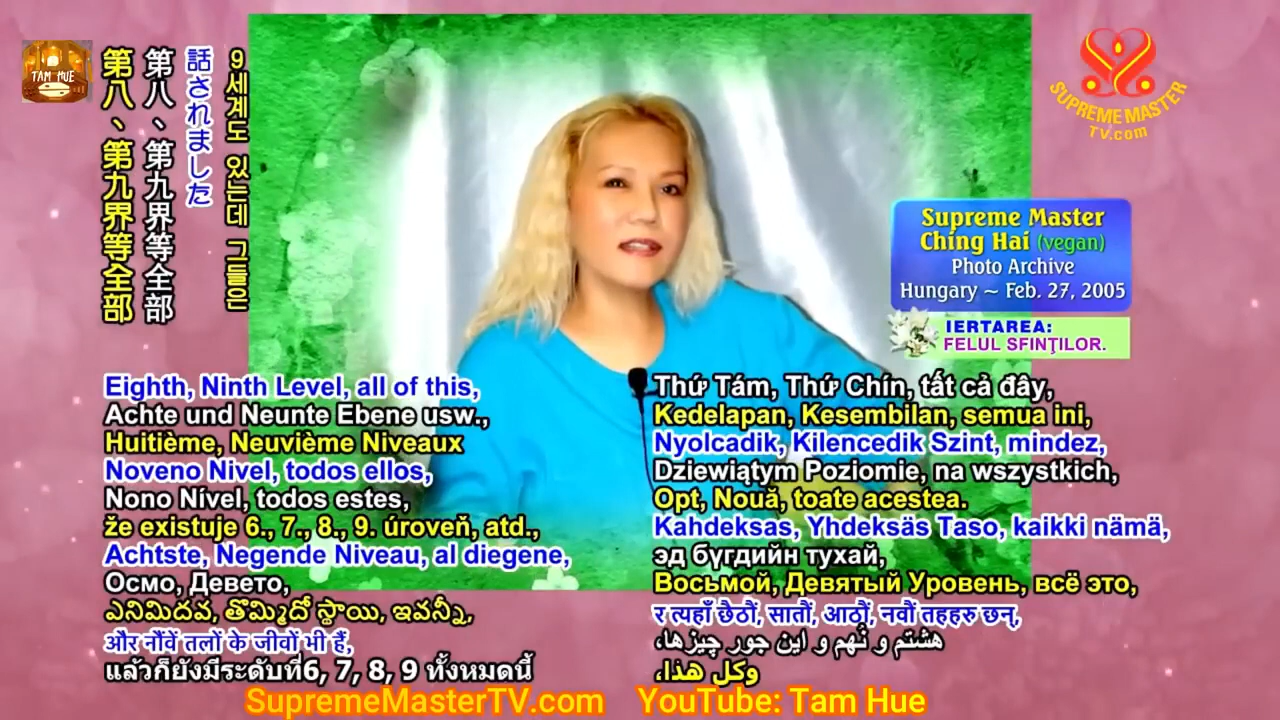 TAM HUE
第八、第九界等全部
第八、第九界等全部
話されました
9세계도 있는데 그들은
SUPREME MASTER
TV.com
Supreme Master
Ching Hai (vegan)
Photo Archive
Hungary ~ Feb. 27, 2005
IERTAREA:
FELUL SFINŢILOR.
Eighth, Ninth Level, all of this,
Achte und Neunte Ebene usw.,
Huitième, Neuvième Niveaux
Noveno Nivel, todos ellos,
Nono Nível, todos estes,
že existuje 6., 7., 8., 9. úroveň, atd.,
Achtste, Negende Niveau, al diegene,
Осмо, Девето,
ఎనిమిదవ, తొమ్మిదో స్థాయి, ఇవన్నీ,
और नौंवें तलों के जीवों भी हैं,
แล้วก็ยังมีระดับที่6, 7, 8, 9 ทั้งหมดนี้
Thứ Tám, Thứ Chín, tất cả đây,
Kedelapan, Kesembilan, semua ini,
Nyolcadik, Kilencedik Szint, mindez,
Dziewiątym Poziomie, na wszystkich,
Opt, Nouă, toate acestea.
Kahdeksas, Yhdeksäs Taso, kaikki nämä,
эд бүгдийн тухай,
Восьмой, Девятый Уровень, всё это,
र त्यहाँ छैठौं, सातौं, आठौं, नवौं तहहरु छन्,
هشتم و نُهم و این جور چیزها،
وكل هذا،
SupremeMasterTV.com YouTube: Tam Hue